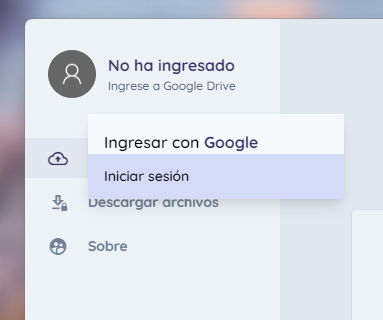 No ha ingresado
Ingrese a Google Drive
Ingresar con Google
Iniciar sesión
Descargar archivos
Sobre